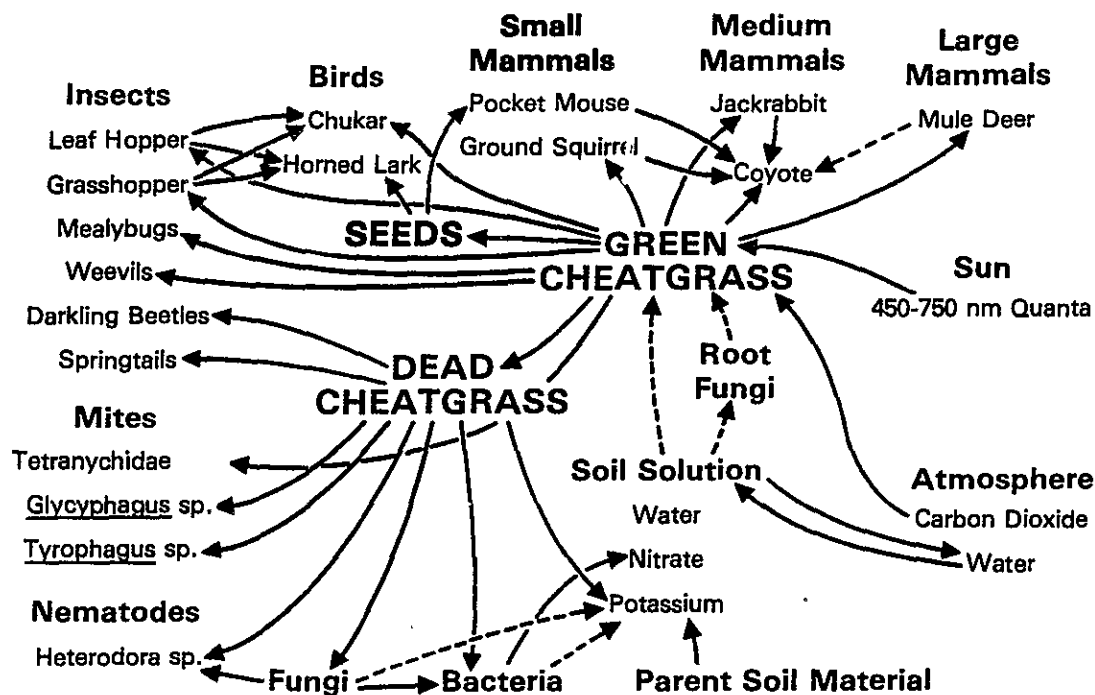 Insects
Leaf Hopper
Grasshopper
Mealybugs
Weevils
Darkling Beetles
Springtails
Mites
Tetranychidae
Glycyphagus sp.
Tyrophagus sp.
Nematodes
Heterodora sp.
Birds
Chukar
Horned Lark
SEEDS
Small
Mammals
Pocket Mouse
Ground Squirrel
Medium
Mammals
Jackrabbit
Coyote
Large
Mammals
Mule Deer
GREEN
CHEATGRASS
Sun
450-750 nm Quanta
DEAD
CHEATGRASS
Root
Fungi
Soil Solution
Water
Nitrate
Potassium
Atmosphere
Carbon Dioxide
Water
Fungi
Bacteria
Parent Soil Material